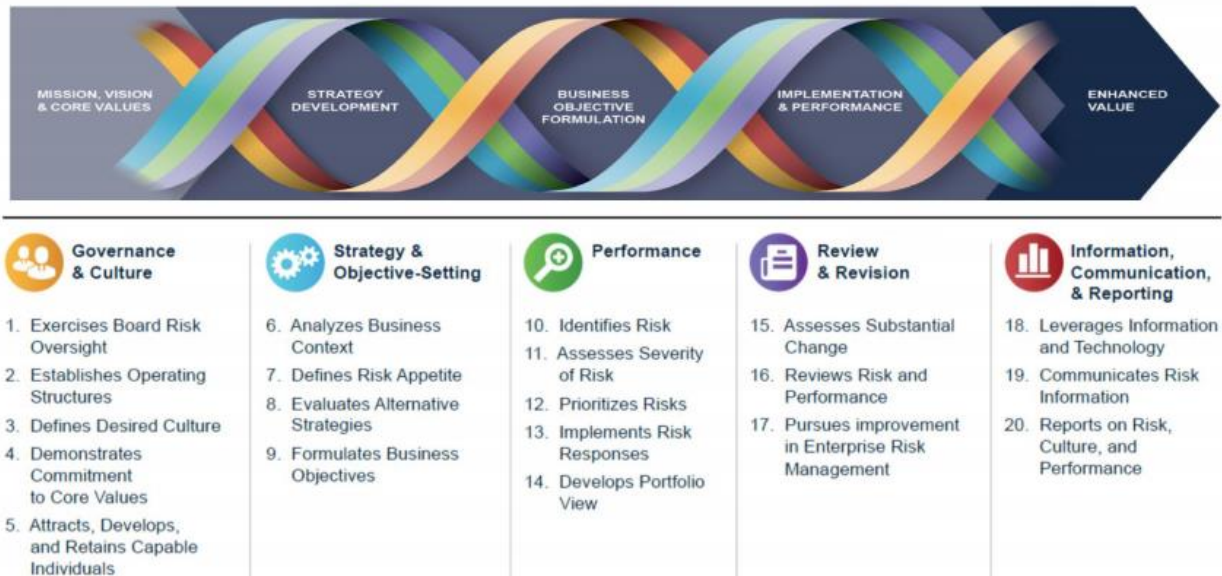 MISSION, VISION
& CORE VALUES
STRATEGY
DEVELOPMENT
BUSINESS
OBJECTIVE
FORMULATION
IMPLEMENTATION
& PERFORMANCE
ENHANCED
VALUE
Governance
& Culture
1. Exercises Board Risk
Oversight
2. Establishes Operating
Structures
3. Defines Desired Culture
4. Demonstrates
Commitment
to Core Values
5. Attracts, Develops,
and Retains Capable
Individuals
Strategy &
Objective-Setting
6. Analyzes Business
Context
7. Defines Risk Appetite
8. Evaluates Alternative
Strategies
9. Formulates Business
Objectives
Performance
10. Identifies Risk
11. Assesses Severity
of Risk
12. Prioritizes Risks
13. Implements Risk
Responses
14. Develops Portfolio
View
Review
& Revision
15. Assesses Substantial
Change
16. Reviews Risk and
Performance
17. Pursues improvement
in Enterprise Risk
Management
Information,
Communication,
& Reporting
18. Leverages Information
and Technology
19. Communicates Risk
Information
20. Reports on Risk,
Culture, and
Performance